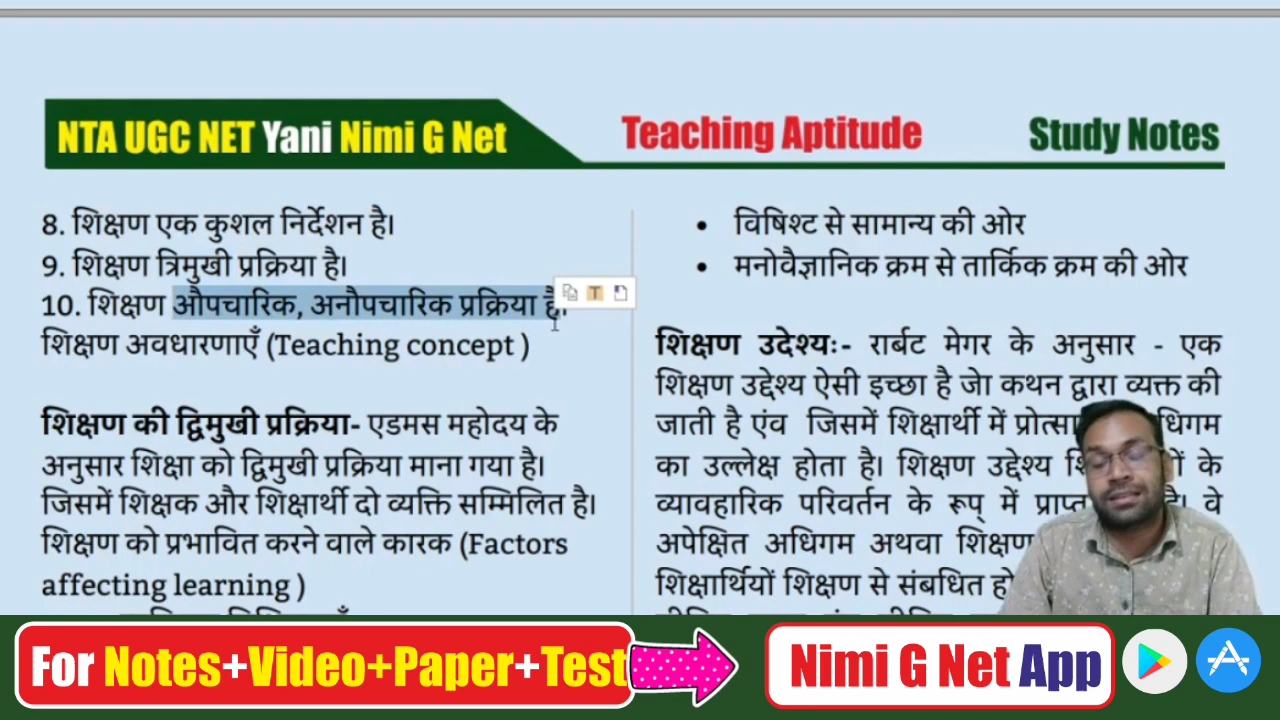 NTA UGC NET Yani Nimi G Net
Teaching Aptitude
Study Notes
8. शिक्षण एक कुशल निर्देशन है।
9. शिक्षण त्रिमुखी प्रक्रिया है।
10. शिक्षण औपचारिक, अनौपचारिक प्रक्रिया है।
शिक्षण अवधारणाएँ (Teaching concept )
शिक्षण की द्विमुखी प्रक्रिया- एडमस महोदय के
अनुसार शिक्षा को द्विमुखी प्रक्रिया माना गया है।
जिसमें शिक्षक और शिक्षार्थी दो व्यक्ति सम्मिलित है।
शिक्षण को प्रभावित करने वाले कारक (Factors
affecting learning )
• विषिश्ट से सामान्य की ओर
• मनोवैज्ञानिक क्रम से तार्किक क्रम की ओर
शिक्षण उदेश्यः- रार्बट मेगर के अनुसार - एक
शिक्षण उद्देश्य ऐसी इच्छा है जेा कथन द्वारा व्यक्त की
जाती है एंव जिसमें शिक्षार्थी में
का उल्लेक्ष होता है। शिक्षण उद्देश्य के
व्यावहारिक परिवर्तन के रूप् में प्राप्त है। वे
अपेक्षित अधिगम अथवा शिक्षण
शिक्षार्थियों शिक्षण से संबधित
For Notes+Video+Paper+Test
Nimi G Net App